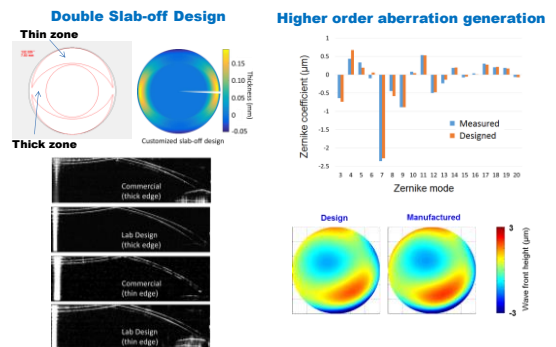 Double Slab-off Design
Thin zone
Thick zone
0.15
0.10
0.05
0
-0.05
Thickness (mm)
Customized slab-off design
Commercial
(thick edge)
Lab Design
(thick edge)
Commercial
(thin edge)
Lab Design
(thin edge)
Higher order aberration generation
1
0.5
0
-0.5
-1
-1.5
-2
-2.5
Zernike coefficient (µm)
Measured
Designed
3 4 5 6 7 8 9 10 11 12 13 14 15 16 17 18 19 20
Zernike mode
Design
Manufactured
3
-3
Wave front height (µm)